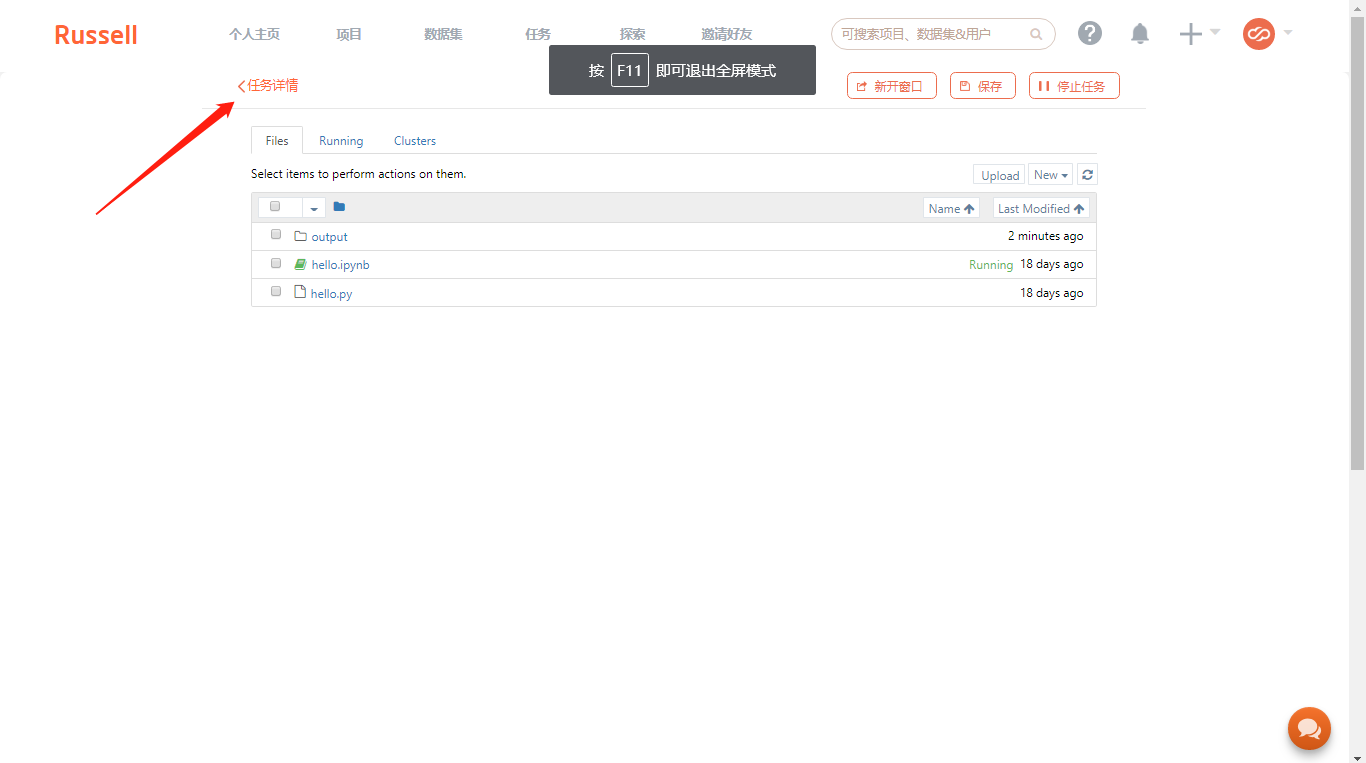 Russell 个人主页 项目 数据集 任务 探索 邀请好友 可搜索项目、数据集&用户
按 F11 即可退出全屏模式
任务详情 新开窗口 保存 停止任务
Files Running Clusters
Select items to perform actions on them. Upload New
Name Last Modified
output 2 minutes ago
hello.ipynb Running 18 days ago
hello.py 18 days ago